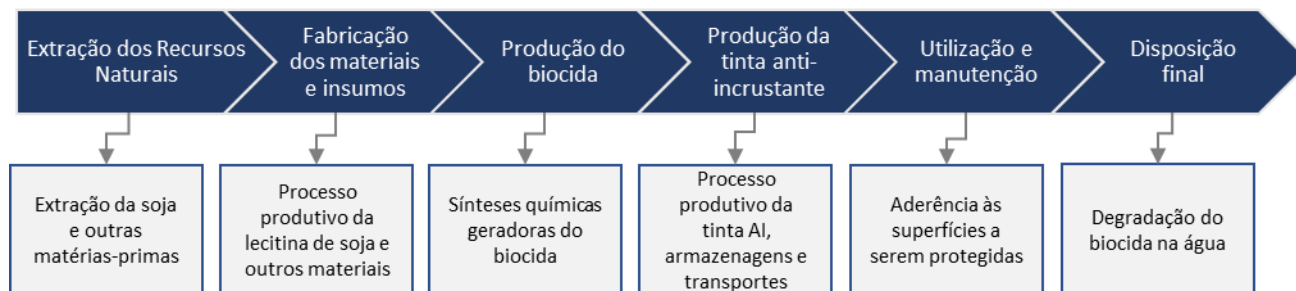 Extração dos Recursos
Naturais
Fabricação
dos materiais
e insumos
Produção do
biocida
Produção da
tinta anti-
incrustante
Utilização e
manutenção
Disposição
final
Extração da soja
e outras
matérias-primas
Processo
produtivo da
lecitina de soja e
outros materiais
Sínteses químicas
geradoras do
biocida
Processo
produtivo da
tinta AI,
armazenagens e
transportes
Aderência às
superfícies a
serem protegidas
Degradação do
biocida na água